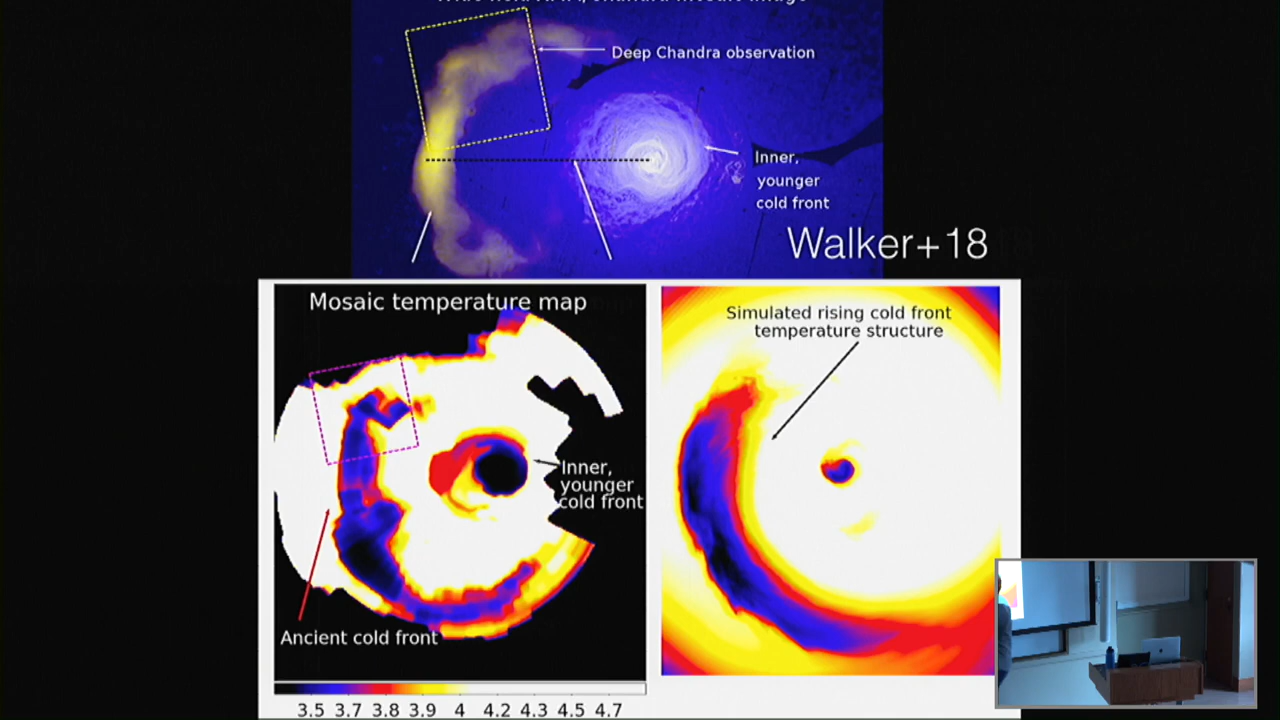 Deep Chandra observation
Inner,
younger
cold front
Walker+18
Mosaic temperature map
Inner,
younger
cold front
Ancient cold front
3.5 3.7 3.8 3.9 4 4.2 4.3 4.5 4.7
Simulated rising cold front
temperature structure